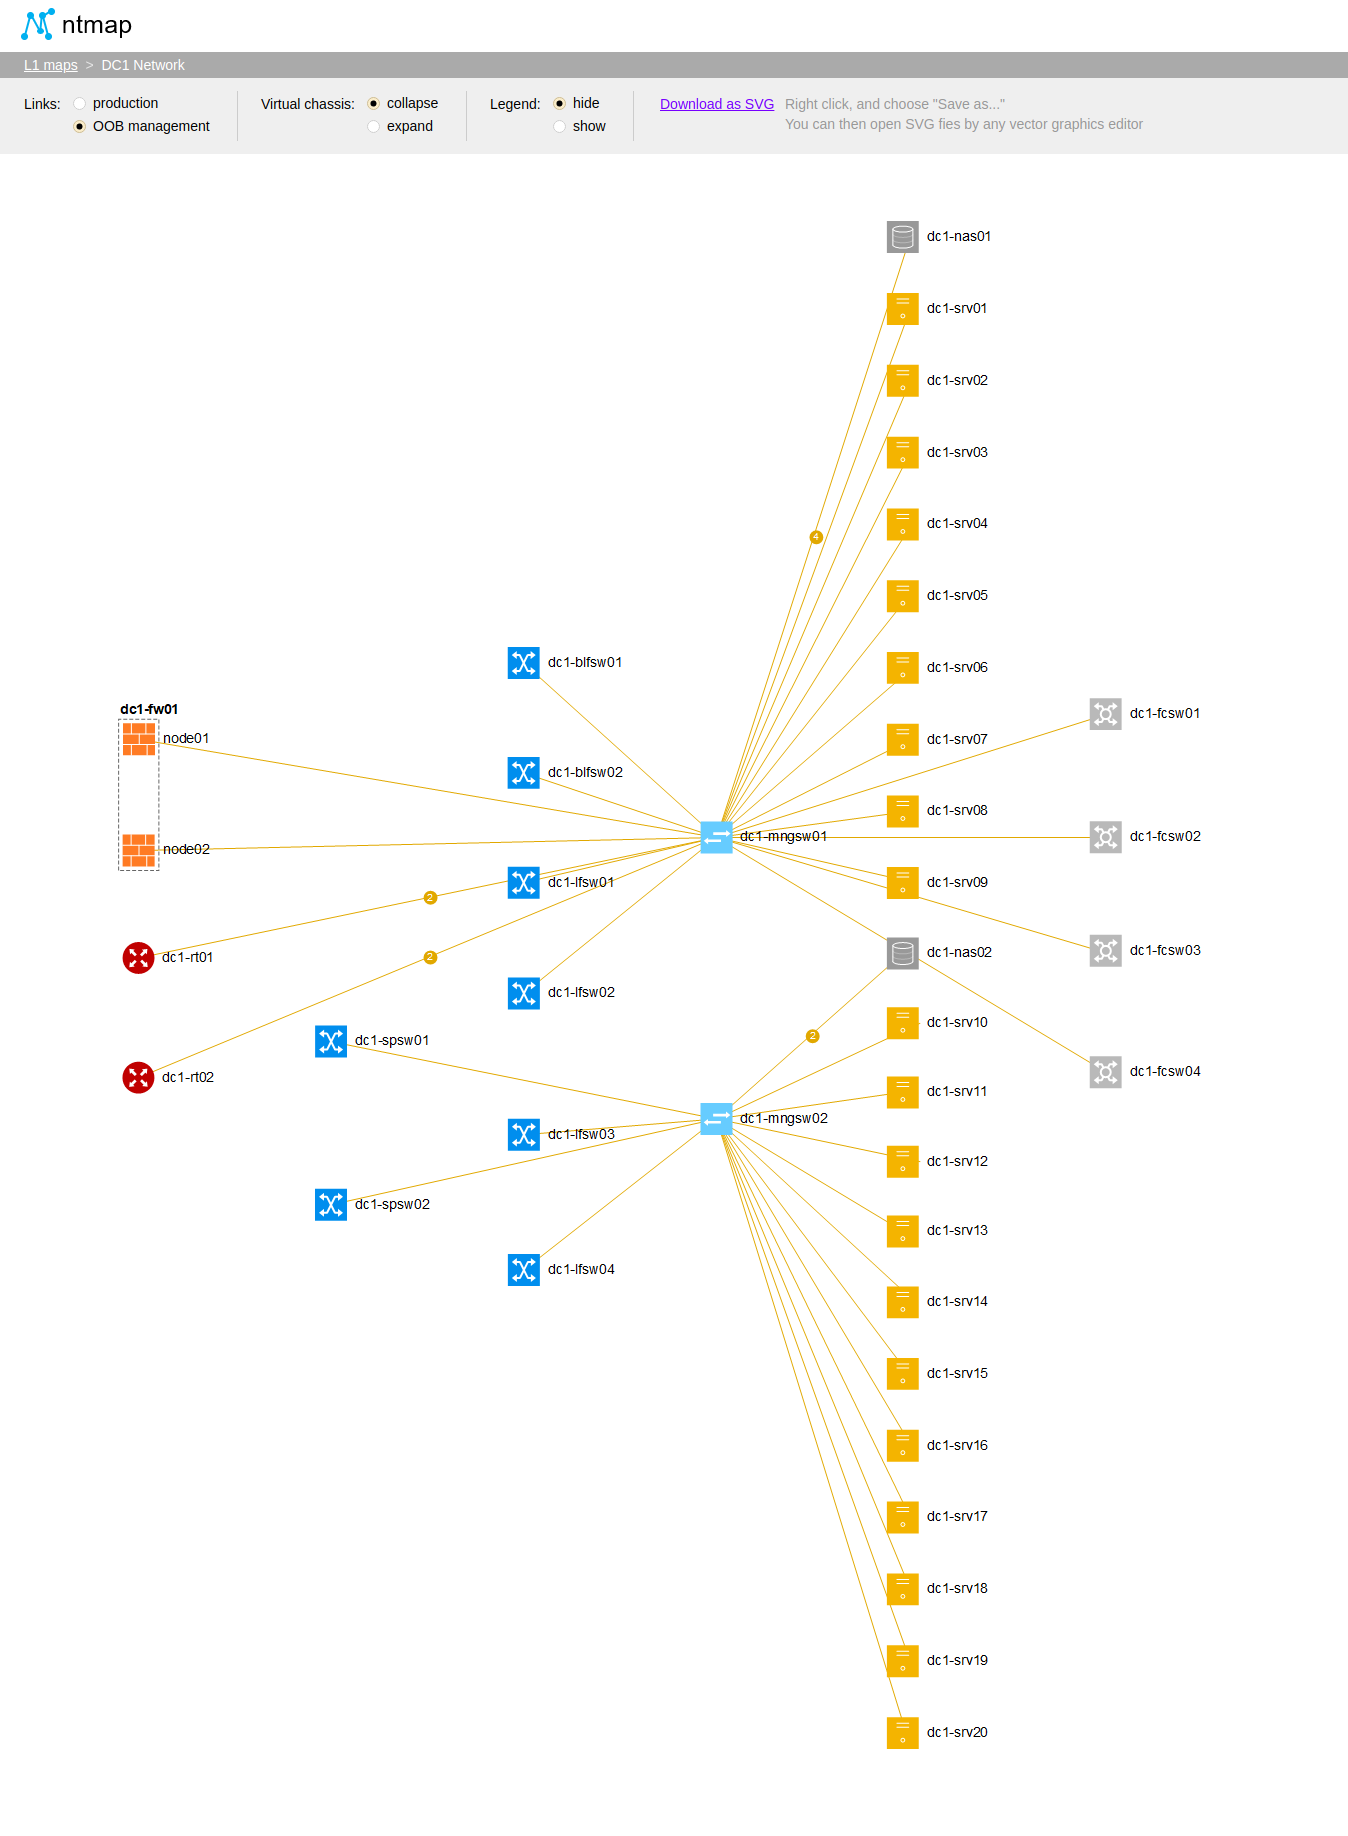 ntmap
L1 maps > DC1 Network
Links: production Virtual chassis: collapse Legend: hide Download as SVG Right click, and choose "Save as..."
OOB management expand show You can then open SVG fies by any vector graphics editor
dc1-nas01
dc1-srv01
dc1-srv02
dc1-srv03
dc1-srv04
4
dc1-srv05
dc1-blfsw01
dc1-srv06
dc1-fw01
dc1-fcsw01
node01
dc1-srv07
dc1-blfsw02
dc1-srv08
dc1-mngsw01
dc1-fcsw02
node02
dc1-lfsw01
dc1-srv09
2
dc1-nas02
dc1-fcsw03
dc1-rt01
2
dc1-lfsw02
dc1-srv10
2
dc1-spsw01
dc1-fcsw04
dc1-rt02
dc1-srv11
dc1-mngsw02
dc1-lfsw03
dc1-srv12
dc1-spsw02
dc1-srv13
dc1-lfsw04
dc1-srv14
dc1-srv15
dc1-srv16
dc1-srv17
dc1-srv18
dc1-srv19
dc1-srv20